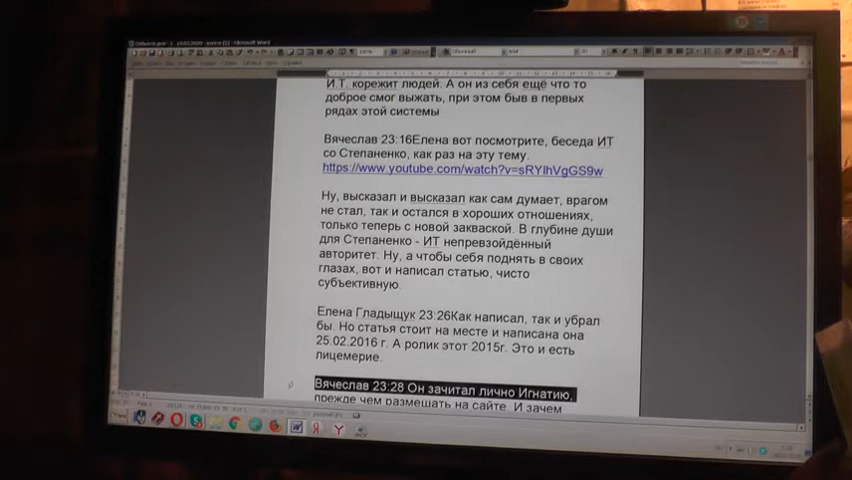 И.Т. корежит людей. А он из себя ещё что то
доброе смог выжать, при этом быв в первых
рядах этой системы
Вячеслав 23:16Елена вот посмотрите, беседа ИТ
со Степаненко, как раз на эту тему.
https://www.youtube.com/watch?v=sRYlhVgGS9w
Ну, высказал и высказал как сам думает, врагом
не стал, так и остался в хороших отношениях,
только теперь с новой закваской. В глубине души
для Степаненко - ИТ непревзойдённый
авторитет. Ну, а чтобы себя поднять в своих
глазах, вот и написал статью, чисто
субъективную.
Елена Гладыщук 23:26Как написал, так и убрал
бы. Но статья стоит на месте и написана она
25.02.2016 г. А ролик этот 2015г. Это и есть
лицемерие.
Вячеслав 23:28 Он зачитал лично Игнатию,
прежде чем размещать на сайте. И зачем